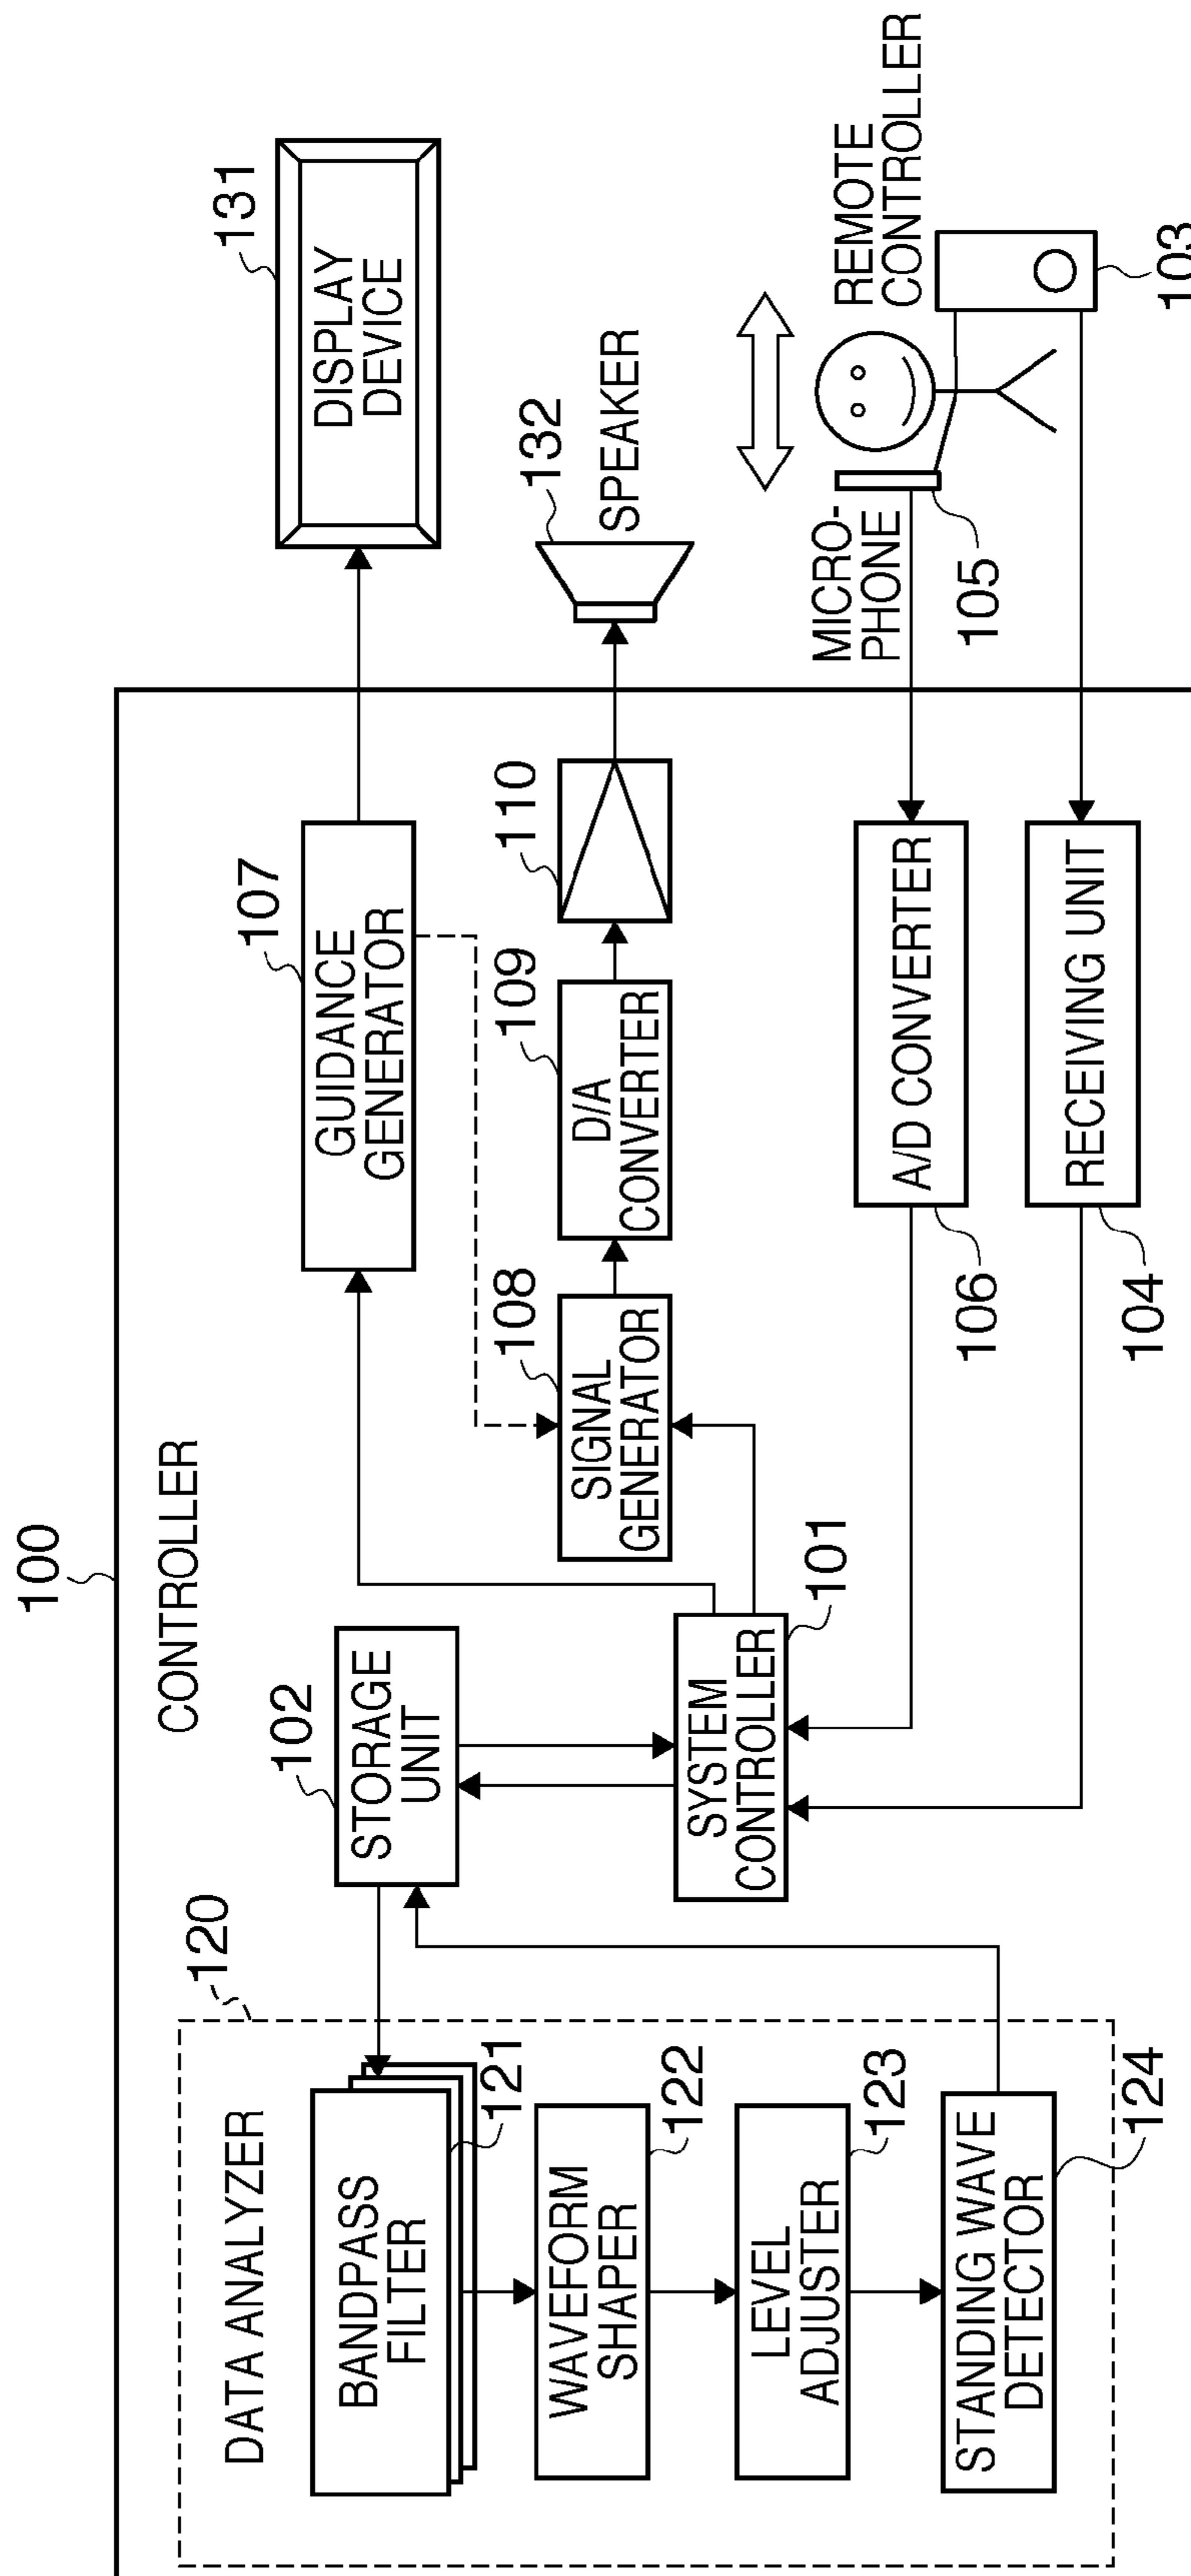 100
CONTROLLER
DATA ANALYZER
120
BANDPASS
FILTER
121
WAVEFORM
SHAPER
122
LEVEL
ADJUSTER
123
STANDING WAVE
DETECTOR
124
102
STORAGE
UNIT
SYSTEM
CONTROLLER
101
107
GUIDANCE
GENERATOR
108
SIGNAL
GENERATOR
109
D/A
CONVERTER
110
A/D CONVERTER
106
RECEIVING UNIT
104
131
DISPLAY
DEVICE
132
SPEAKER
MICRO-
PHONE
105
REMOTE
CONTROLLER
103